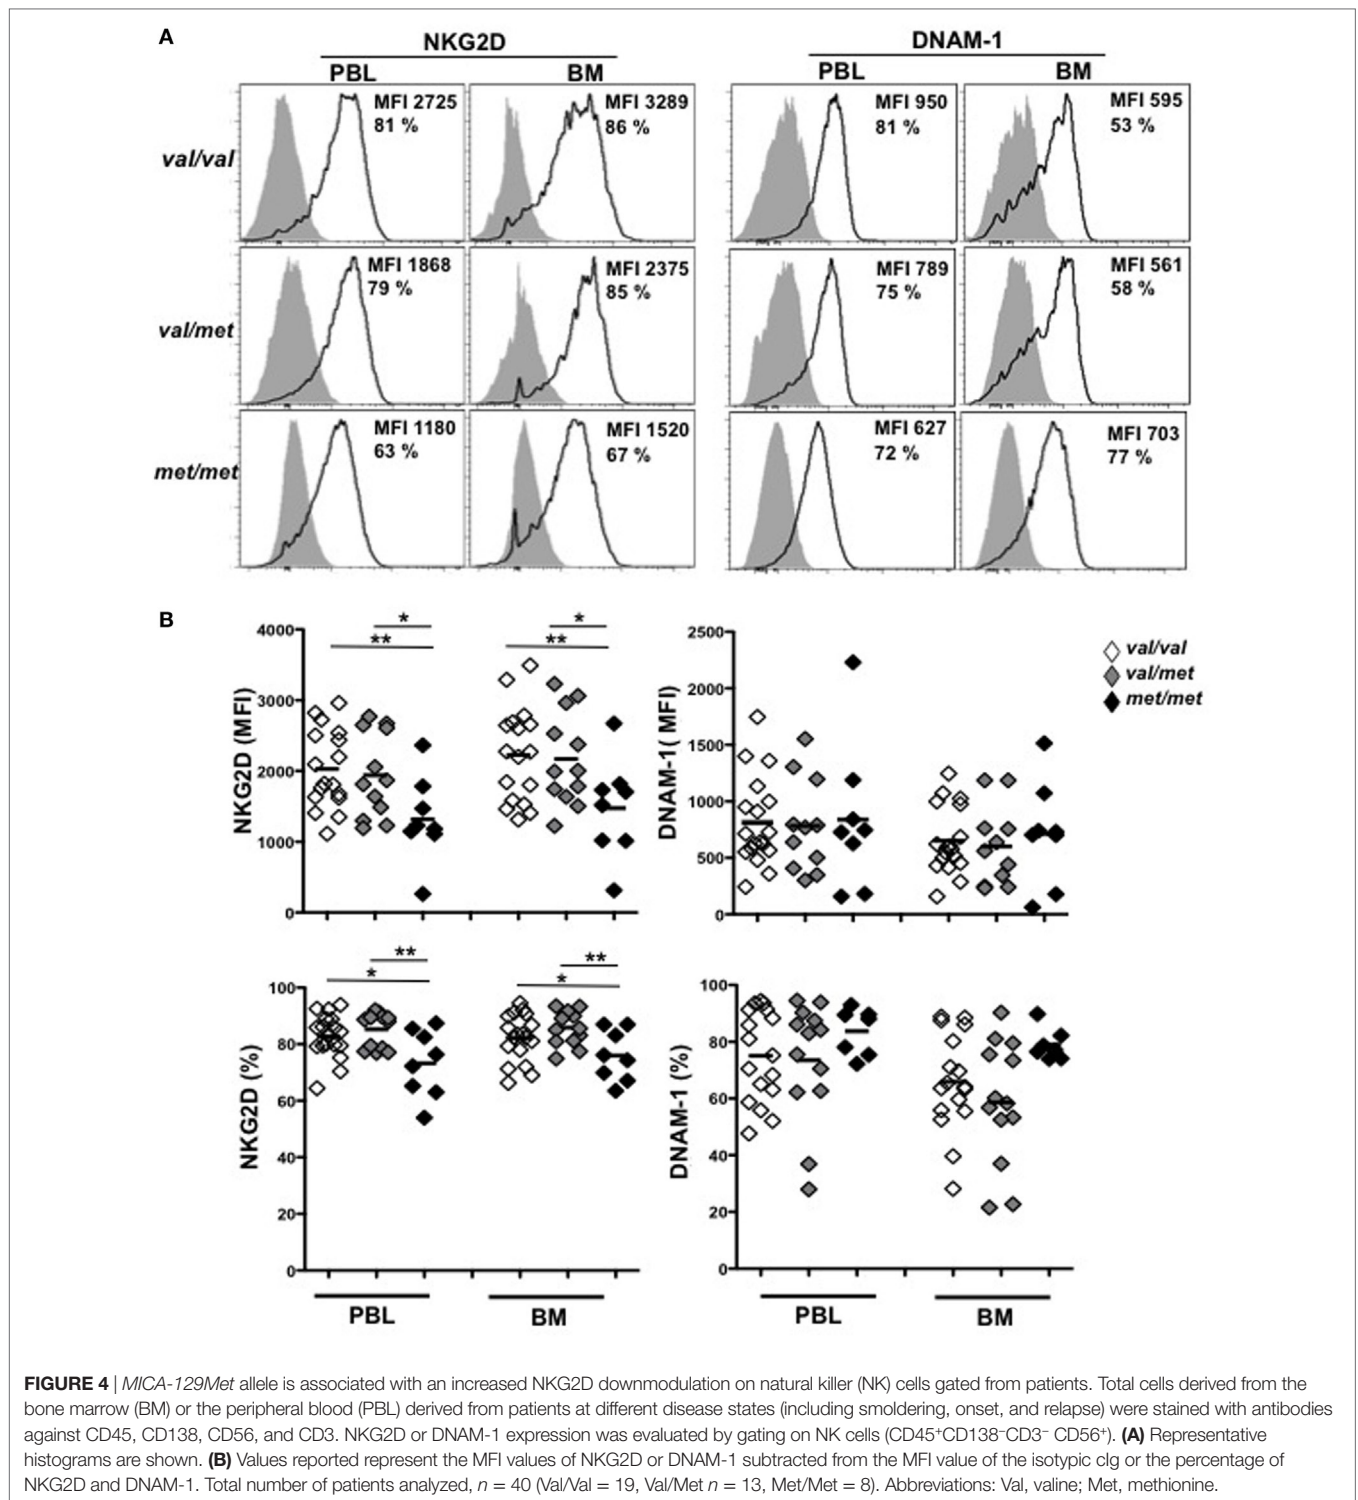 A
NKG2D
DNAM-1
PBL
BM
PBL
BM
val/val
MFI 2725
81 %
MFI 3289
86 %
MFI 950
81 %
MFI 595
53 %
val/met
MFI 1868
79 %
MFI 2375
85 %
MFI 789
75 %
MFI 561
58 %
met/met
MFI 1180
63 %
MFI 1520
67 %
MFI 627
72 %
MFI 703
77 %
B
NKG2D (MFI)
4000
3000
2000
1000
0
*
**
*
**
DNAM-1( MFI)
2500
2000
1500
1000
500
0
val/val
val/met
met/met
NKG2D (%)
100
80
60
40
20
0
**
*
**
*
PBL
BM
DNAM-1 (%)
100
80
60
40
20
0
PBL
BM
FIGURE 4 | MICA-129Met allele is associated with an increased NKG2D downmodulation on natural killer (NK) cells gated from patients. Total cells derived from the
bone marrow (BM) or the peripheral blood (PBL) derived from patients at different disease states (including smoldering, onset, and relapse) were stained with antibodies
against CD45, CD138, CD56, and CD3. NKG2D or DNAM-1 expression was evaluated by gating on NK cells (CD45⁺CD138⁻CD3⁻ CD56⁺). (A) Representative
histograms are shown. (B) Values reported represent the MFI values of NKG2D or DNAM-1 subtracted from the MFI value of the isotypic cIg or the percentage of
NKG2D and DNAM-1. Total number of patients analyzed, n = 40 (Val/Val = 19, Val/Met n = 13, Met/Met = 8). Abbreviations: Val, valine; Met, methionine.